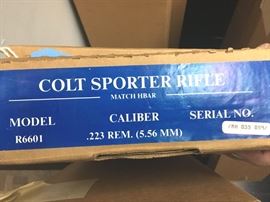 COLT SPORTER RIFLE
MATCH HBAR
MODEL CALIBER SERIAL NO.
R6601 .223 REM. (5.56 MM)